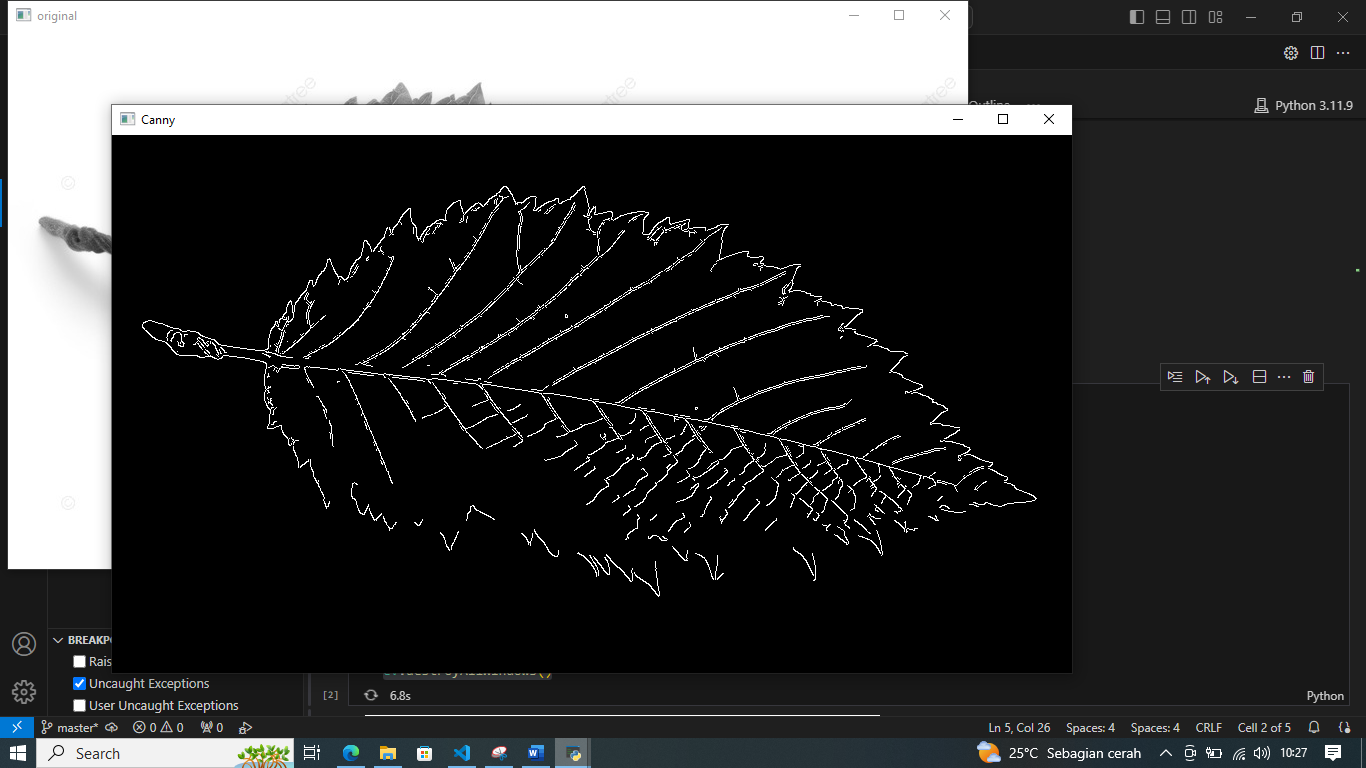 original
Canny
Outline ...
Python 3.11.9
BREAKP
Rais
Uncaught Exceptions
User Uncaught Exceptions
[2]
6.8s
Python
master*
0 0
0
Ln 5, Col 26
Spaces: 4
Spaces: 4
CRLF
Cell 2 of 5
Search
25°C Sebagian cerah
10:27